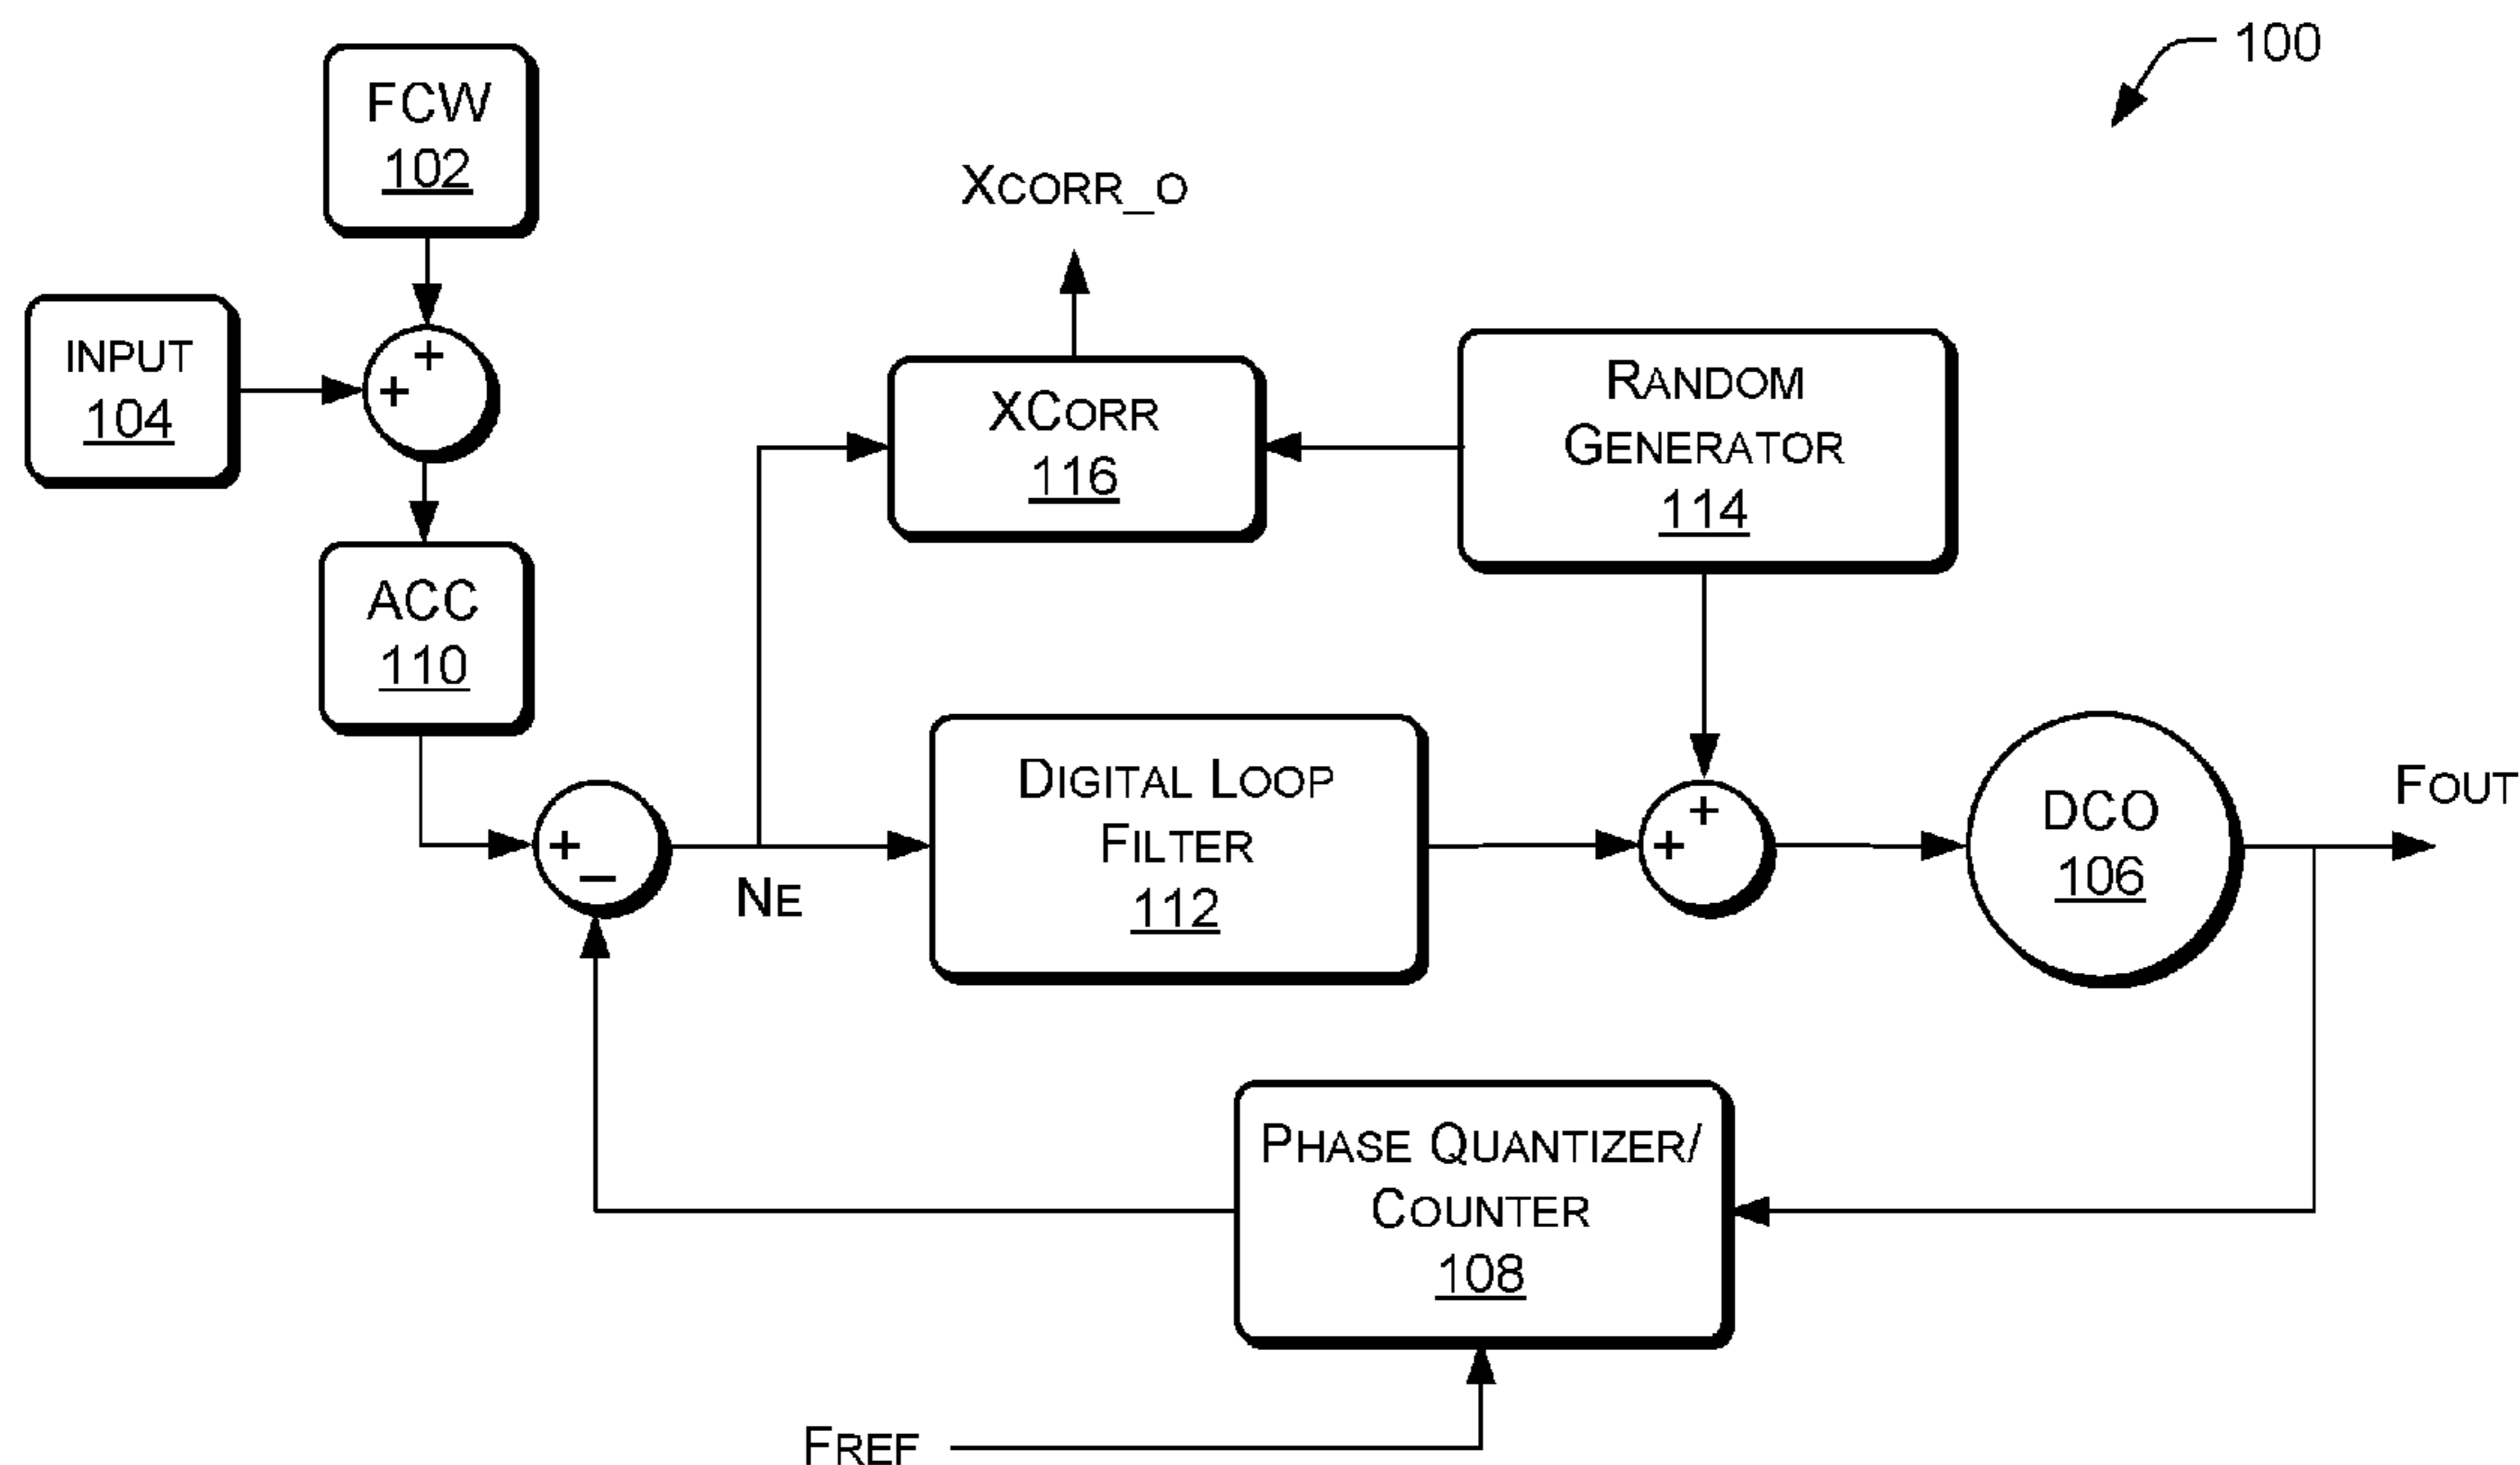 100
FCW
102
XCORR_O
INPUT
104
+
+
XCORR
116
RANDOM
GENERATOR
114
ACC
110
DIGITAL LOOP
FILTER
112
+
−
NE
+
+
DCO
106
FOUT
PHASE QUANTIZER/
COUNTER
108
FREF